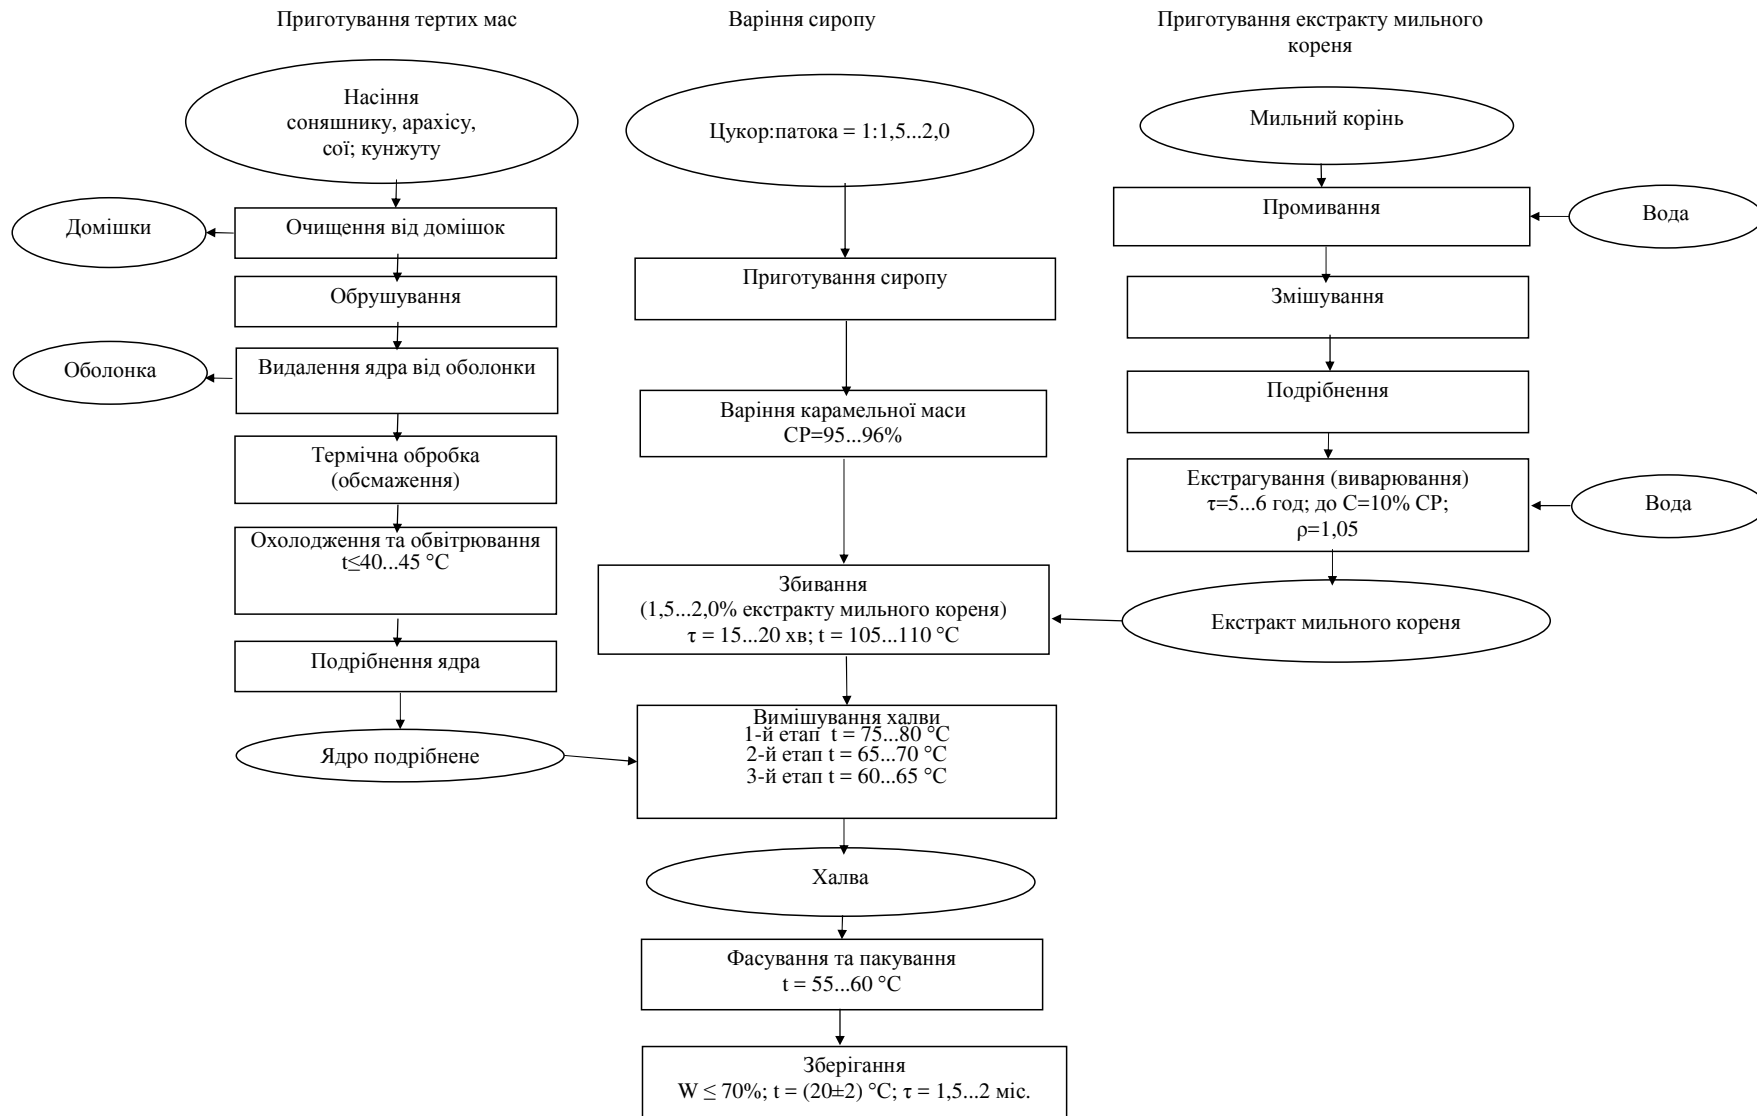 Приготування тертих мас
Насіння
соняшнику, арахісу,
сої; кунжуту
Домішки
Очищення від домішок
Обрушування
Оболонка
Видалення ядра від оболонки
Термічна обробка
(обсмаження)
Охолодження та обвітрювання
t≤40...45 °С
Подрібнення ядра
Ядро подрібнене
Варіння сиропу
Цукор:патока = 1:1,5...2,0
Приготування сиропу
Варіння карамельної маси
СР=95...96%
Збивання
(1,5...2,0% екстракту мильного кореня)
τ = 15...20 хв; t = 105...110 °С
Вимішування халви
1-й етап t = 75...80 °С
2-й етап t = 65...70 °С
3-й етап t = 60...65 °С
Халва
Фасування та пакування
t = 55...60 °С
Зберігання
W ≤ 70%; t = (20±2) °С; τ = 1,5...2 міс.
Приготування екстракту мильного
кореня
Мильний корінь
Промивання
Вода
Змішування
Подрібнення
Екстрагування (виварювання)
τ=5...6 год; до С=10% СР;
ρ=1,05
Вода
Екстракт мильного кореня